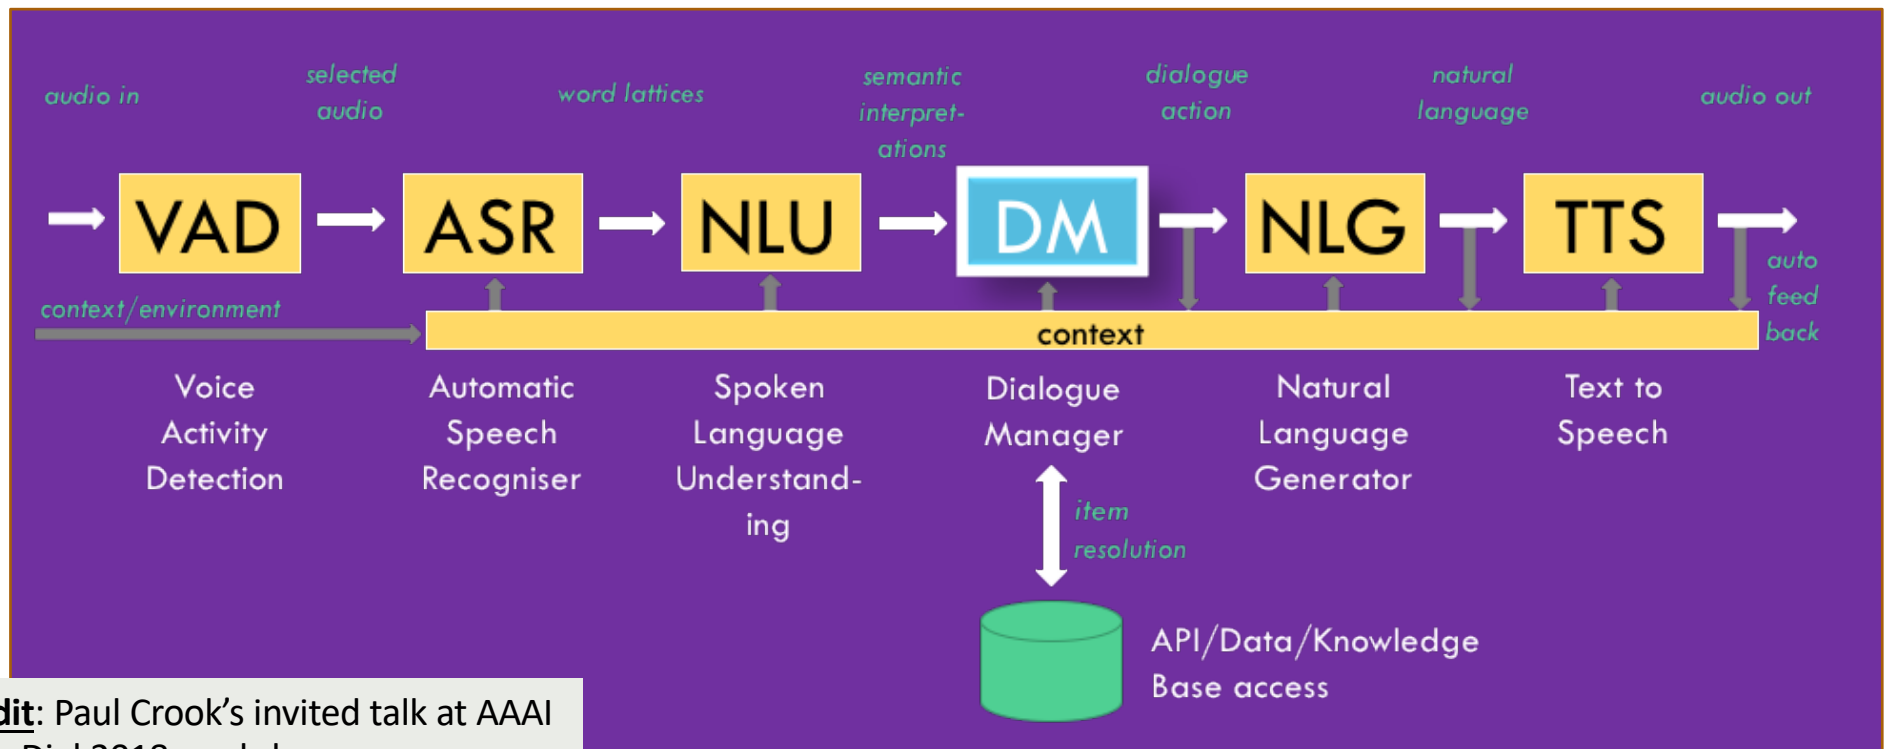 audio in
selected
audio
word lattices
semantic
interpret-
ations
dialogue
action
natural
language
audio out
VAD
ASR
NLU
DM
NLG
TTS
auto
feed
back
context/environment
context
Voice
Activity
Detection
Automatic
Speech
Recogniser
Spoken
Language
Understand-
ing
Dialogue
Manager
Natural
Language
Generator
Text to
Speech
item
resolution
API/Data/Knowledge
Base access
dit: Paul Crook's invited talk at AAAI